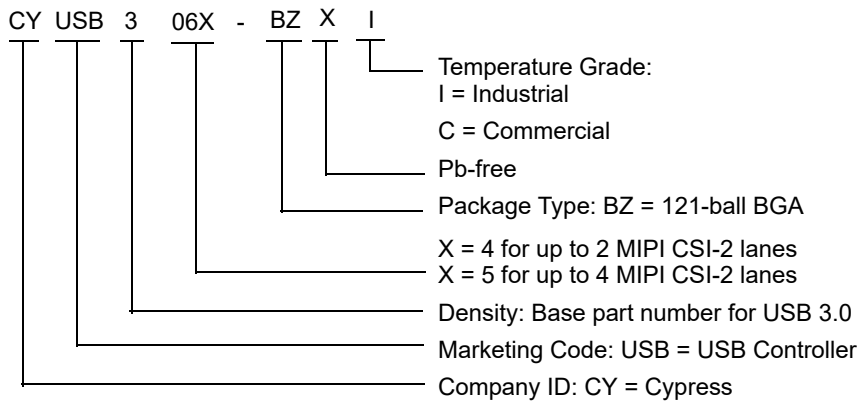 CY USB 3 06X - BZ X I
Temperature Grade:
I = Industrial
C = Commercial
Pb-free
Package Type: BZ = 121-ball BGA
X = 4 for up to 2 MIPI CSI-2 lanes
X = 5 for up to 4 MIPI CSI-2 lanes
Density: Base part number for USB 3.0
Marketing Code: USB = USB Controller
Company ID: CY = Cypress